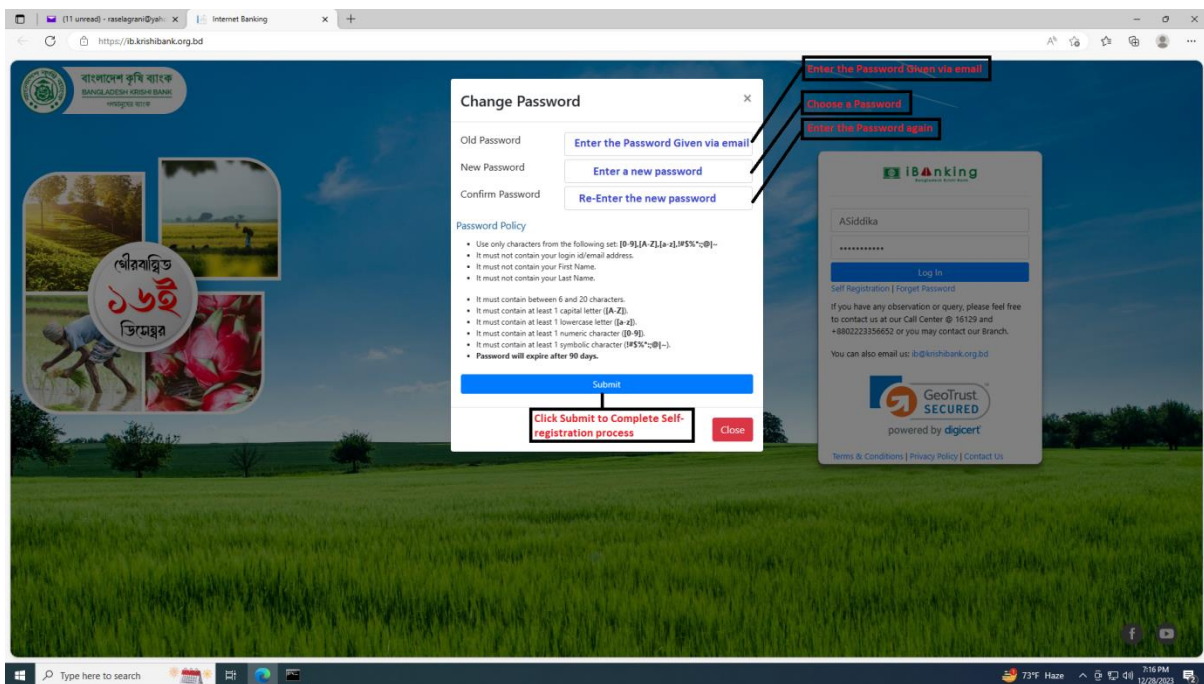 (11 unread) - raselagrani@yaho
Internet Banking
https://ib.krishibank.org.bd
বাংলাদেশ কৃষি ব্যাংক
BANGLADESH KRISHI BANK
গণমানুষের ব্যাংক
গৌরবান্বিত
১৬ই
ডিসেম্বর
Change Password
Old Password
Enter the Password Given via email
New Password
Enter a new password
Confirm Password
Re-Enter the new password
Password Policy
• Use only characters from the following set: [0-9],[A-Z],[a-z],!#$%*:;@|~
• It must not contain your login id/email address.
• It must not contain your First Name.
• It must not contain your Last Name.
• It must contain between 6 and 20 characters.
• It must contain at least 1 capital letter ([A-Z]).
• It must contain at least 1 lowercase letter ([a-z]).
• It must contain at least 1 numeric character ([0-9]).
• It must contain at least 1 symbolic character (!#$%*:;@|~).
• Password will expire after 90 days.
Submit
Click Submit to Complete Self-
registration process
Close
Enter the Password Given via email
Choose a Password
Enter the Password again
iBAnking
Bangladesh Krishi Bank
ASiddika
Log In
Self Registration | Forget Password
If you have any observation or query, please feel free
to contact us at our Call Center @ 16129 and
+8802223356652 or you may contact our Branch.
You can also email us: ib@krishibank.org.bd
GeoTrust
SECURED
powered by digicert
Terms & Conditions | Privacy Policy | Contact Us
Type here to search
73°F Haze
7:16 PM
12/28/2023